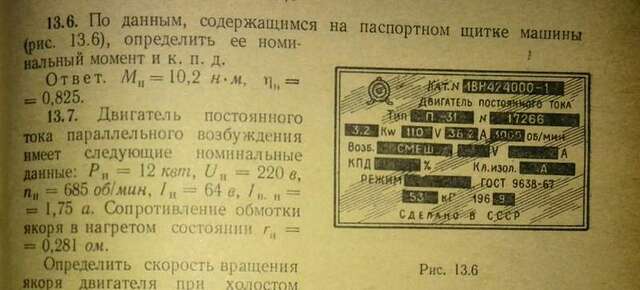 13.6. По данным, содержащимся на паспортном щитке машины
(рис. 13.6), определить ее номи-
нальный момент и к. п. д.
Ответ. Mн = 10,2 н·м, ηн =
= 0,825.
13.7. Двигатель постоянного
тока параллельного возбуждения
имеет следующие номинальные
данные: Pн = 12 квт, Uн = 220 в,
nн = 685 об/мин, Iн = 64 в, Iв. н =
= 1,75 а. Сопротивление обмотки
якоря в нагретом состоянии rн =
= 0,281 ом.
Определить скорость вращения
якоря двигателя при холостом
КАТ.N 1ВН424000-1
ДВИГАТЕЛЬ ПОСТОЯННОГО ТОКА
ТИП П-31 N 17266
3.2 Kw 110 V 36.2 A 3000 ОБ/МИН
Возб. СМЕШ. V A
КПД % Кл.изол. А
РЕЖИМ ГОСТ 9638-67
53 кГ 196 9
СДЕЛАНО В СССР
Рис. 13.6